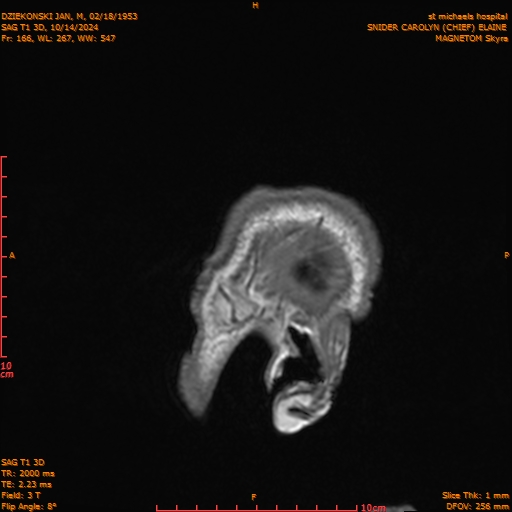 H
DZIEKONSKI JAN, M, 02/18/1953
SAG T1 3D, 10/14/2024
Fr: 166, WL: 267, WW: 547
st michaels hospital
SNIDER CAROLYN (CHIEF) ELAINE
MAGNETOM Skyra
A
P
10
cm
SAG T1 3D
TR: 2000 ms
TE: 2.23 ms
Field: 3 T
Flip Angle: 8°
F
10cm
Slice Thk: 1 mm
DFOV: 256 mm